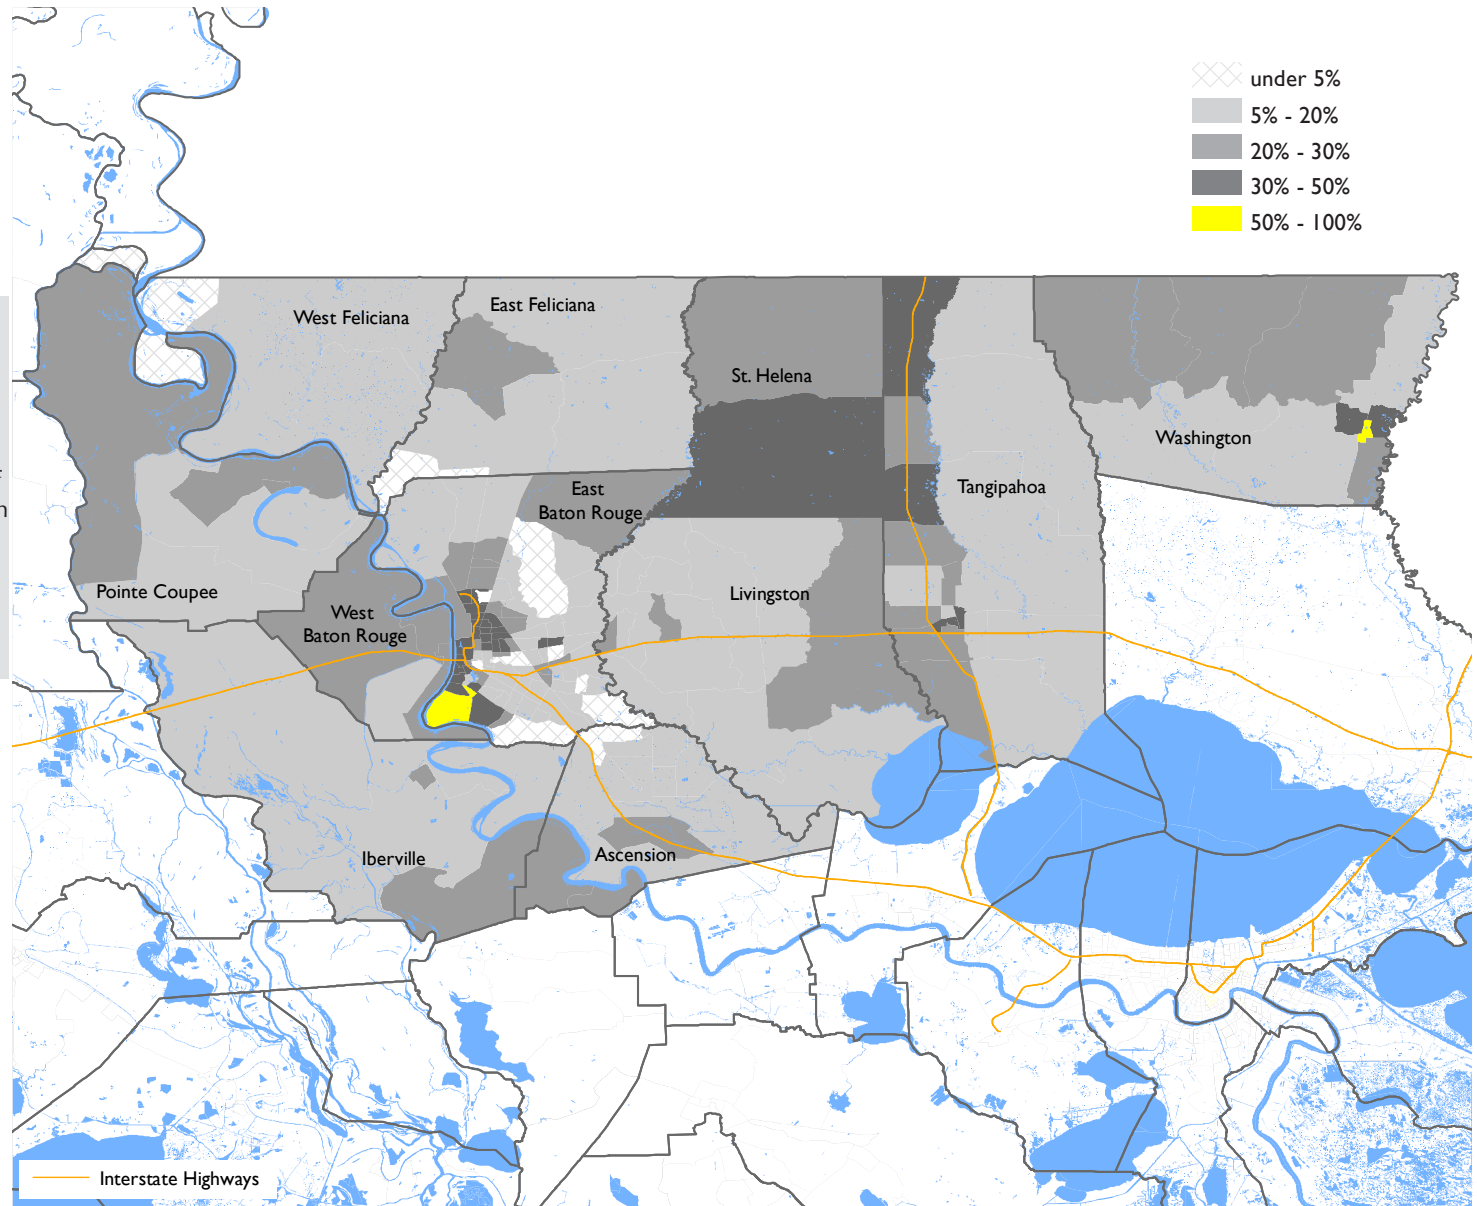 under 5%
5% - 20%
20% - 30%
30% - 50%
50% - 100%
East Feliciana
West Feliciana
St. Helena
Washington
Tangipahoa
East
Baton Rouge
n
Pointe Coupee
Livingston
West
Baton Rouge
Iberville
Ascension
Interstate Highways